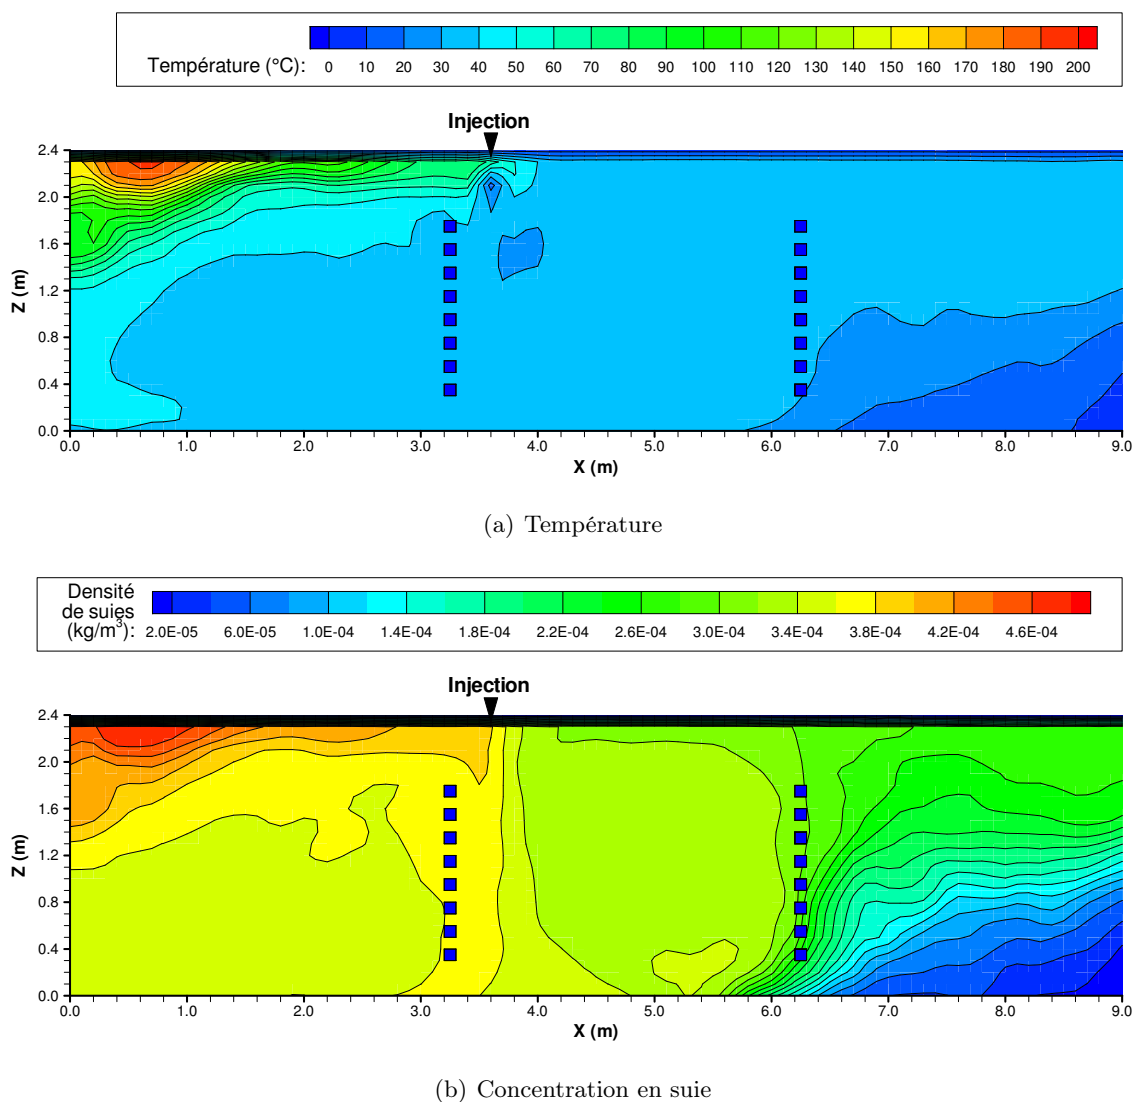 Température (°C):
0 10 20 30 40 50 60 70 80 90 100 110 120 130 140 150 160 170 180 190 200
Injection
2.4
2.0
1.6
1.2
0.8
0.4
0.0
Z (m)
0.0 1.0 2.0 3.0 4.0 5.0 6.0 7.0 8.0 9.0
X (m)
(a) Température
Densité
de suies
(kg/m³):
2.0E-05 6.0E-05 1.0E-04 1.4E-04 1.8E-04 2.2E-04 2.6E-04 3.0E-04 3.4E-04 3.8E-04 4.2E-04 4.6E-04
Injection
2.4
2.0
1.6
1.2
0.8
0.4
0.0
Z (m)
0.0 1.0 2.0 3.0 4.0 5.0 6.0 7.0 8.0 9.0
X (m)
(b) Concentration en suie